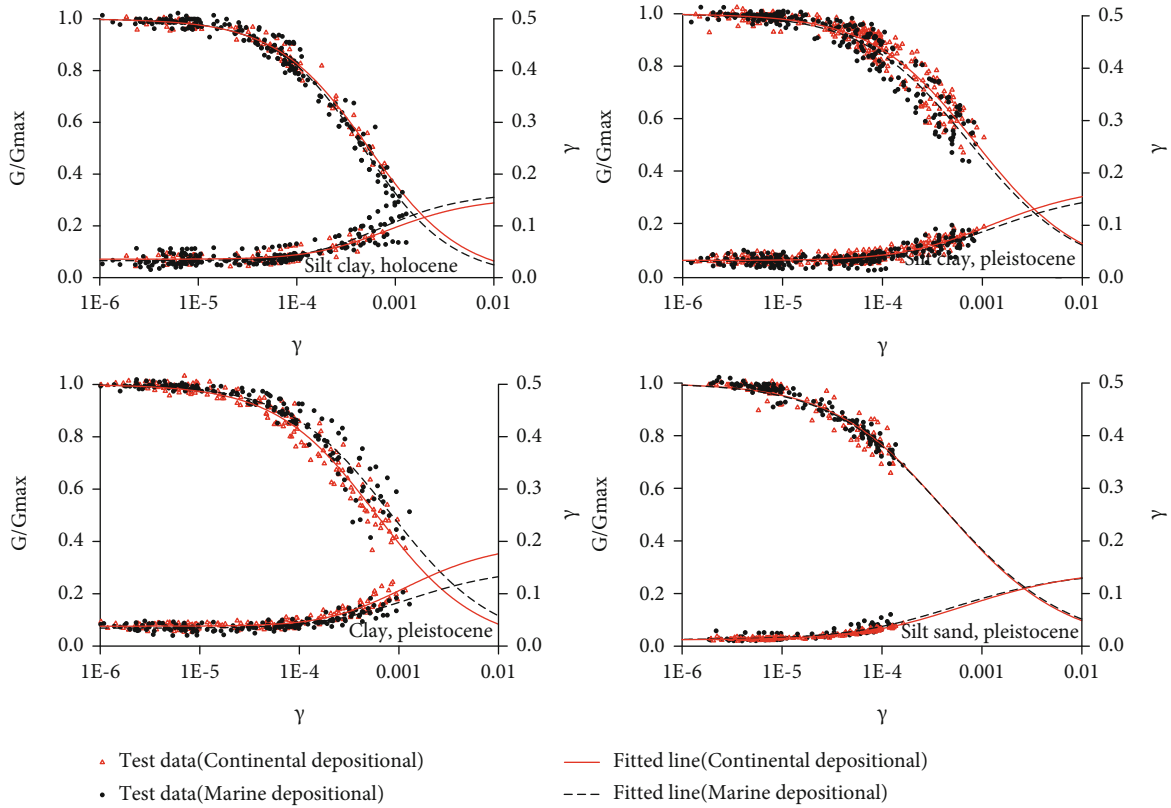 1.0
0.8
0.6
0.4
0.2
0.0
G/Gmax
0.5
0.4
0.3
0.2
0.1
0.0
γ
Silt clay, holocene
1E-6 1E-5 1E-4 0.001 0.01
γ
1.0
0.8
0.6
0.4
0.2
0.0
G/Gmax
0.5
0.4
0.3
0.2
0.1
0.0
γ
Silt clay, pleistocene
1E-6 1E-5 1E-4 0.001 0.01
γ
1.0
0.8
0.6
0.4
0.2
0.0
G/Gmax
0.5
0.4
0.3
0.2
0.1
0.0
γ
Clay, pleistocene
1E-6 1E-5 1E-4 0.001 0.01
γ
1.0
0.8
0.6
0.4
0.2
0.0
G/Gmax
0.5
0.4
0.3
0.2
0.1
0.0
γ
Silt sand, pleistocene
1E-6 1E-5 1E-4 0.001 0.01
γ
Test data(Continental depositional)
Test data(Marine depositional)
Fitted line(Continental depositional)
Fitted line(Marine depositional)